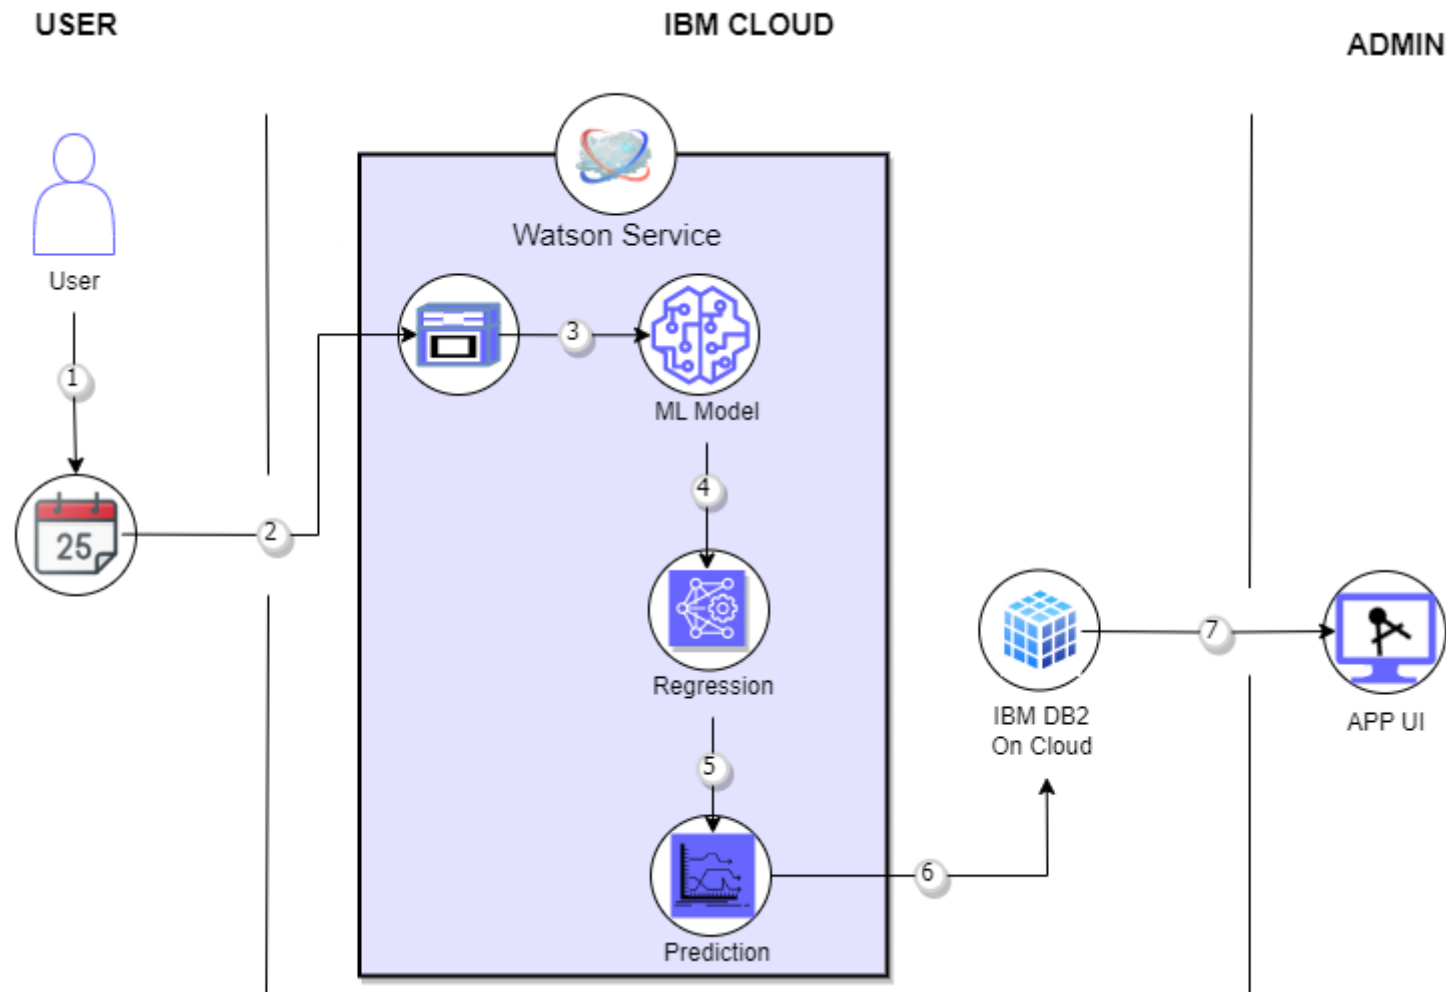 USER
IBM CLOUD
ADMIN
Watson Service
User
3
1
ML Model
4
2
25
7
Regression
IBM DB2
On Cloud
APP UI
5
6
Prediction